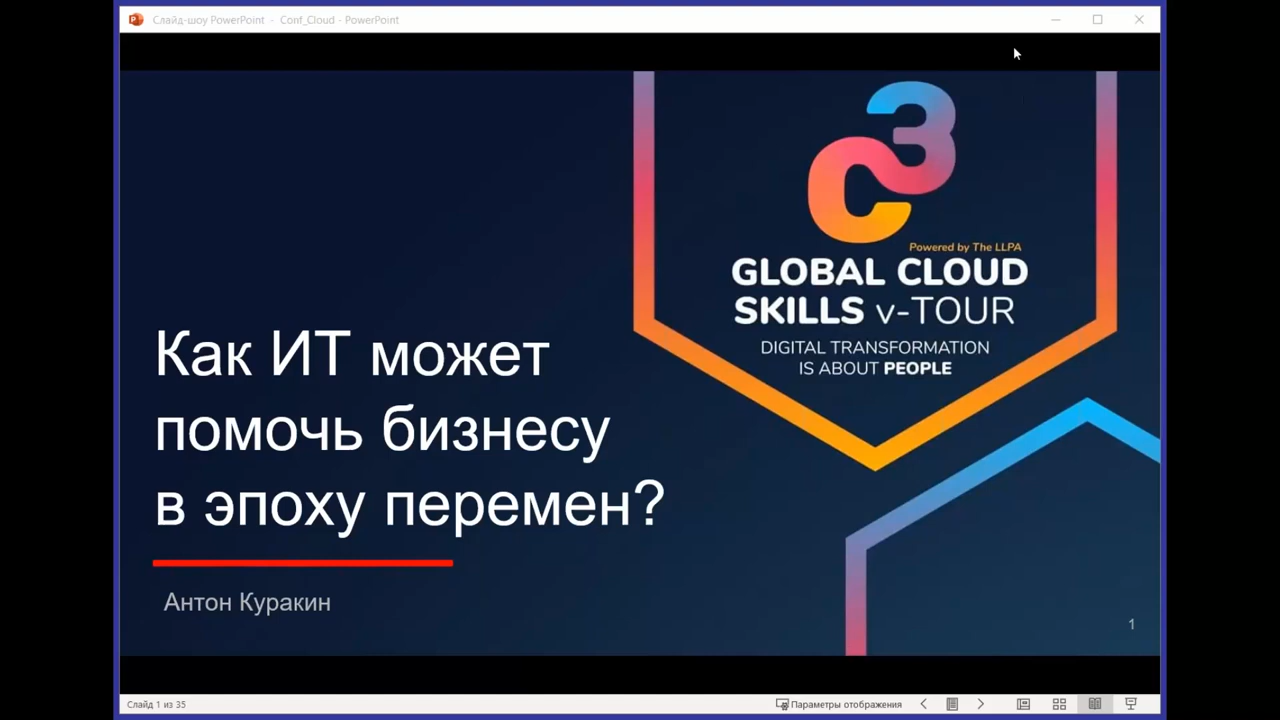 Слайд-шоу PowerPoint - Conf_Cloud - PowerPoint
c3
Powered by The LLPA
GLOBAL CLOUD
SKILLS v-TOUR
DIGITAL TRANSFORMATION
IS ABOUT PEOPLE
Как ИТ может
помочь бизнесу
в эпоху перемен?
Антон Куракин
1
Слайд 1 из 35
Параметры отображения